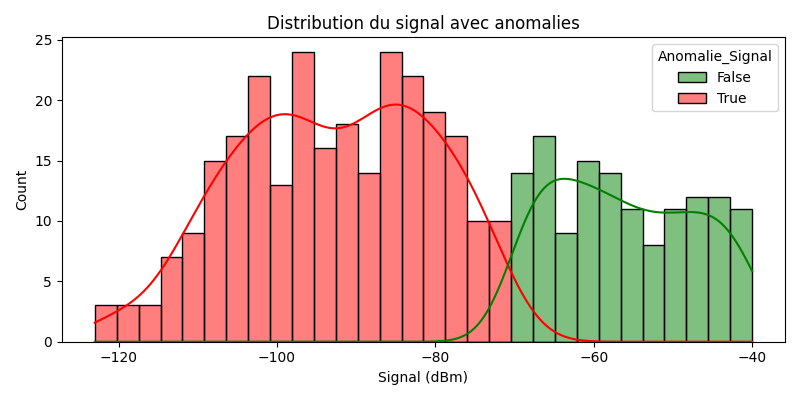 Distribution du signal avec anomalies
25
20
15
10
5
0
Count
Anomalie_Signal
False
True
−120
−100
−80
−60
−40
Signal (dBm)